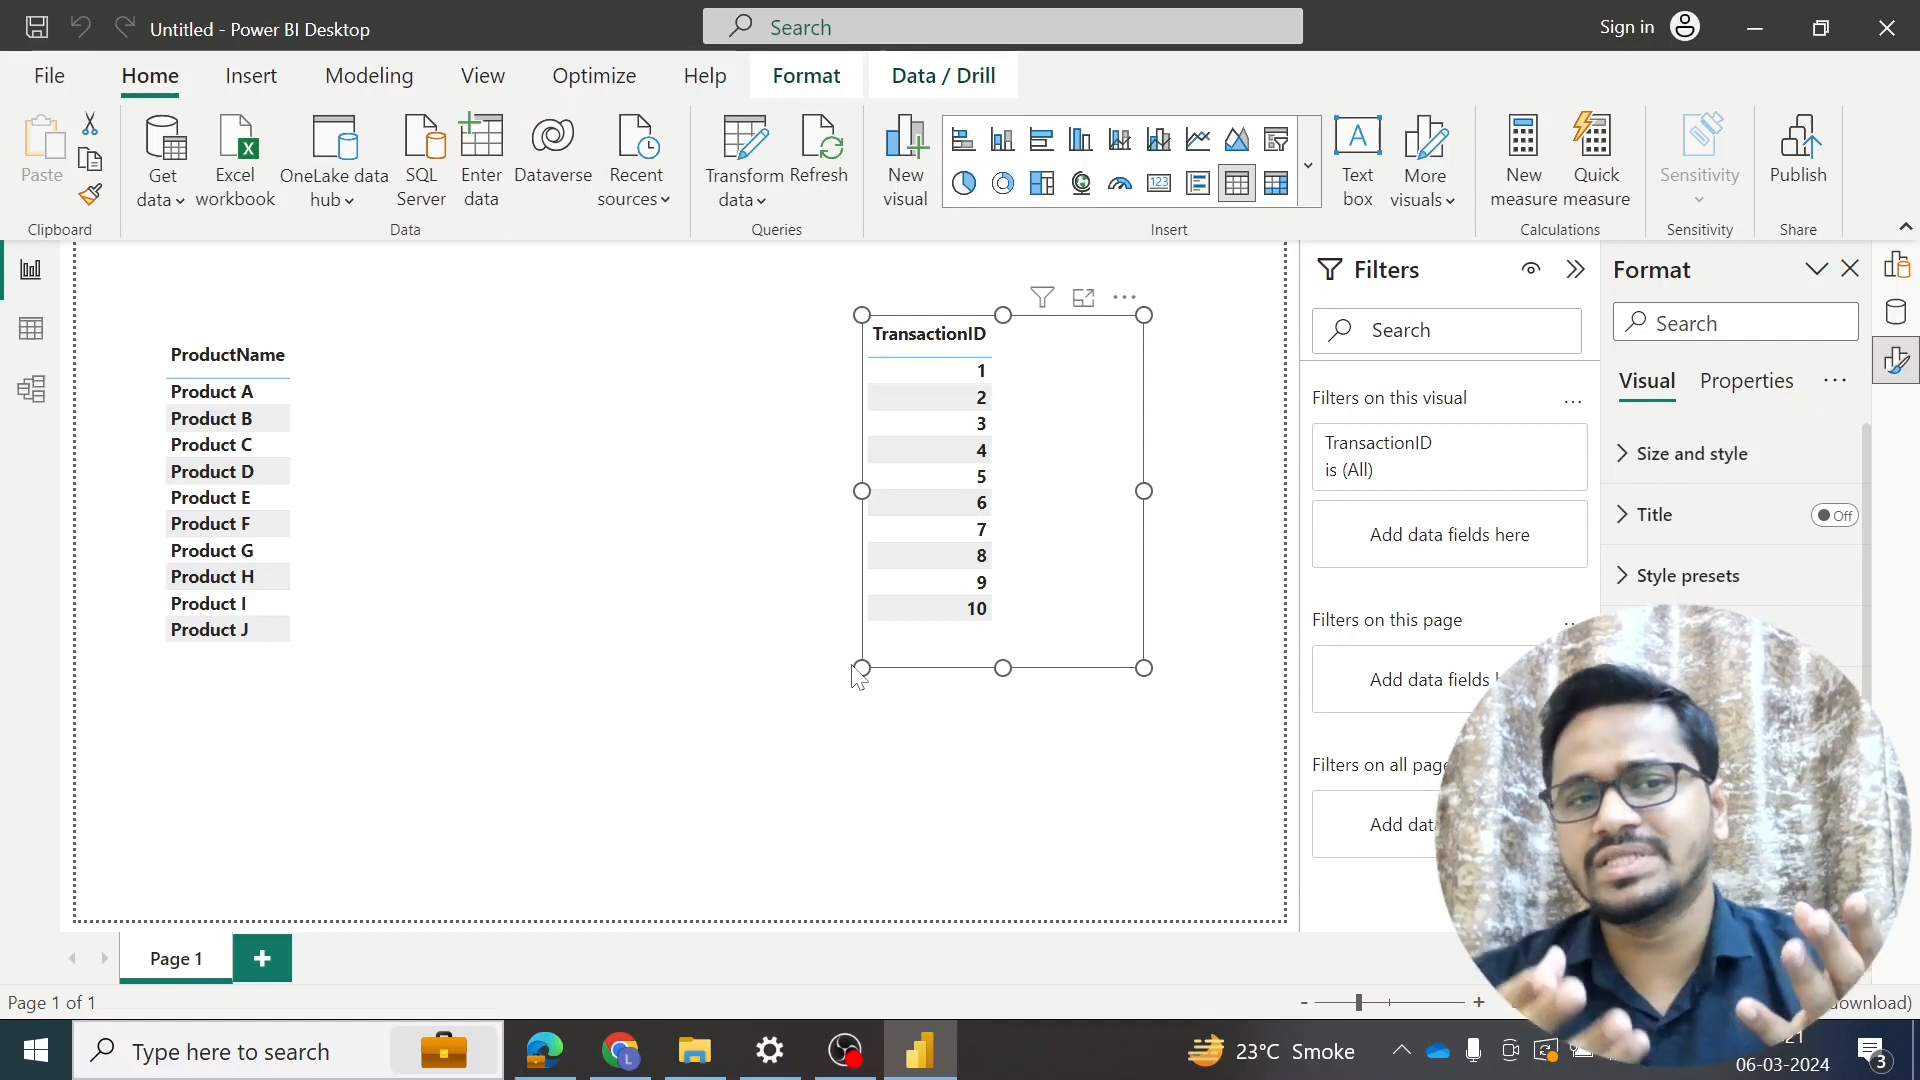 Untitled - Power BI Desktop
Search
Sign in
File
Home
Insert
Modeling
View
Optimize
Help
Format
Data / Drill
Paste
Get data
Excel workbook
OneLake data hub
SQL Server
Enter data
Dataverse
Recent sources
Transform data
Refresh
New visual
123
A
Text box
More visuals
New measure
Quick measure
Sensitivity
Publish
Clipboard
Data
Queries
Insert
Calculations
Sensitivity
Share
ProductName
Product A
Product B
Product C
Product D
Product E
Product F
Product G
Product H
Product I
Product J
TransactionID
1
2
3
4
5
6
7
8
9
10
Filters
Search
Filters on this visual
TransactionID
is (All)
Add data fields here
Filters on this page
Add data fields
Filters on all
Add
Format
Search
Visual
Properties
Size and style
Title
Off
Style presets
Page 1
Page 1 of 1
Type here to search
L
23°C Smoke
06-03-2024
3